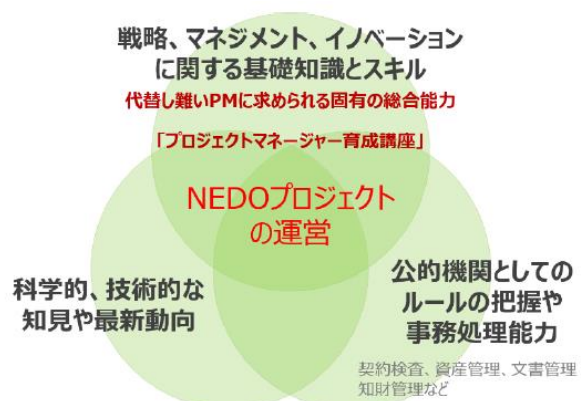 戦略、マネジメント、イノベーション
に関する基礎知識とスキル
代替し難いPMに求められる固有の総合能力
「プロジェクトマネージャー育成講座」
NEDOプロジェクト
の運営
科学的、技術的な
知見や最新動向
公的機関としての
ルールの把握や
事務処理能力
契約検査、資産管理、文書管理
知財管理など